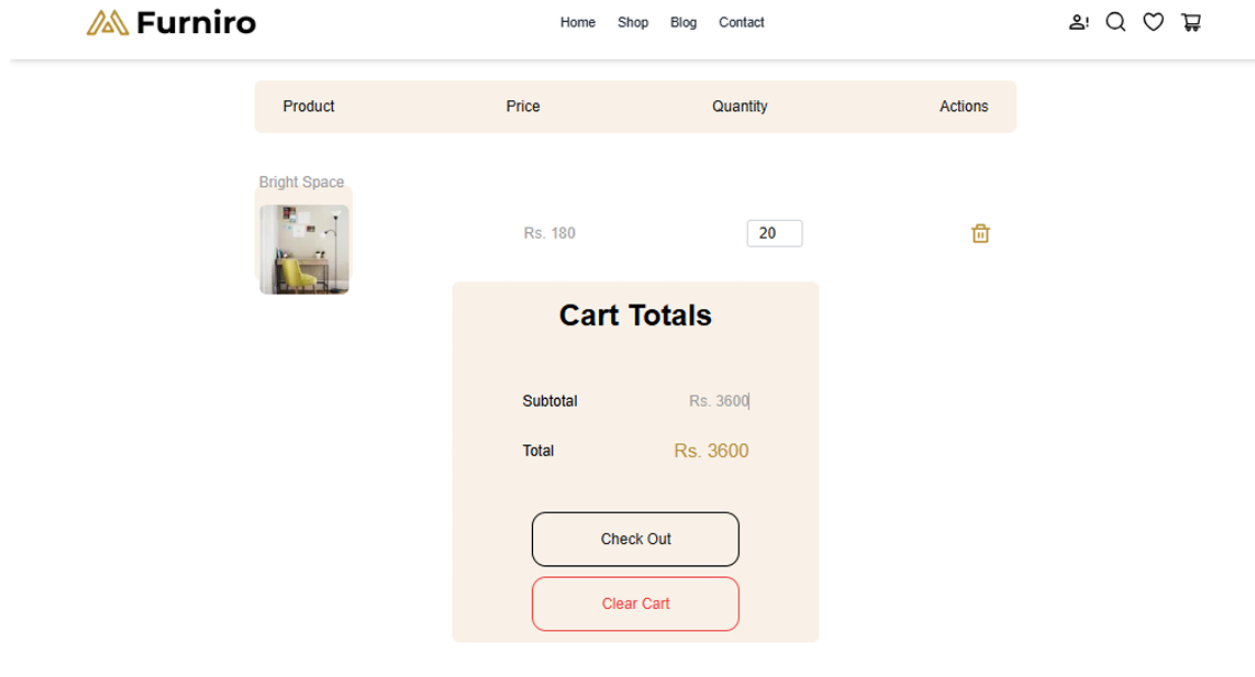 Furniro Home Shop Blog Contact
Product Price Quantity Actions
Bright Space
Rs. 180 20
Cart Totals
Subtotal Rs. 3600
Total Rs. 3600
Check Out
Clear Cart